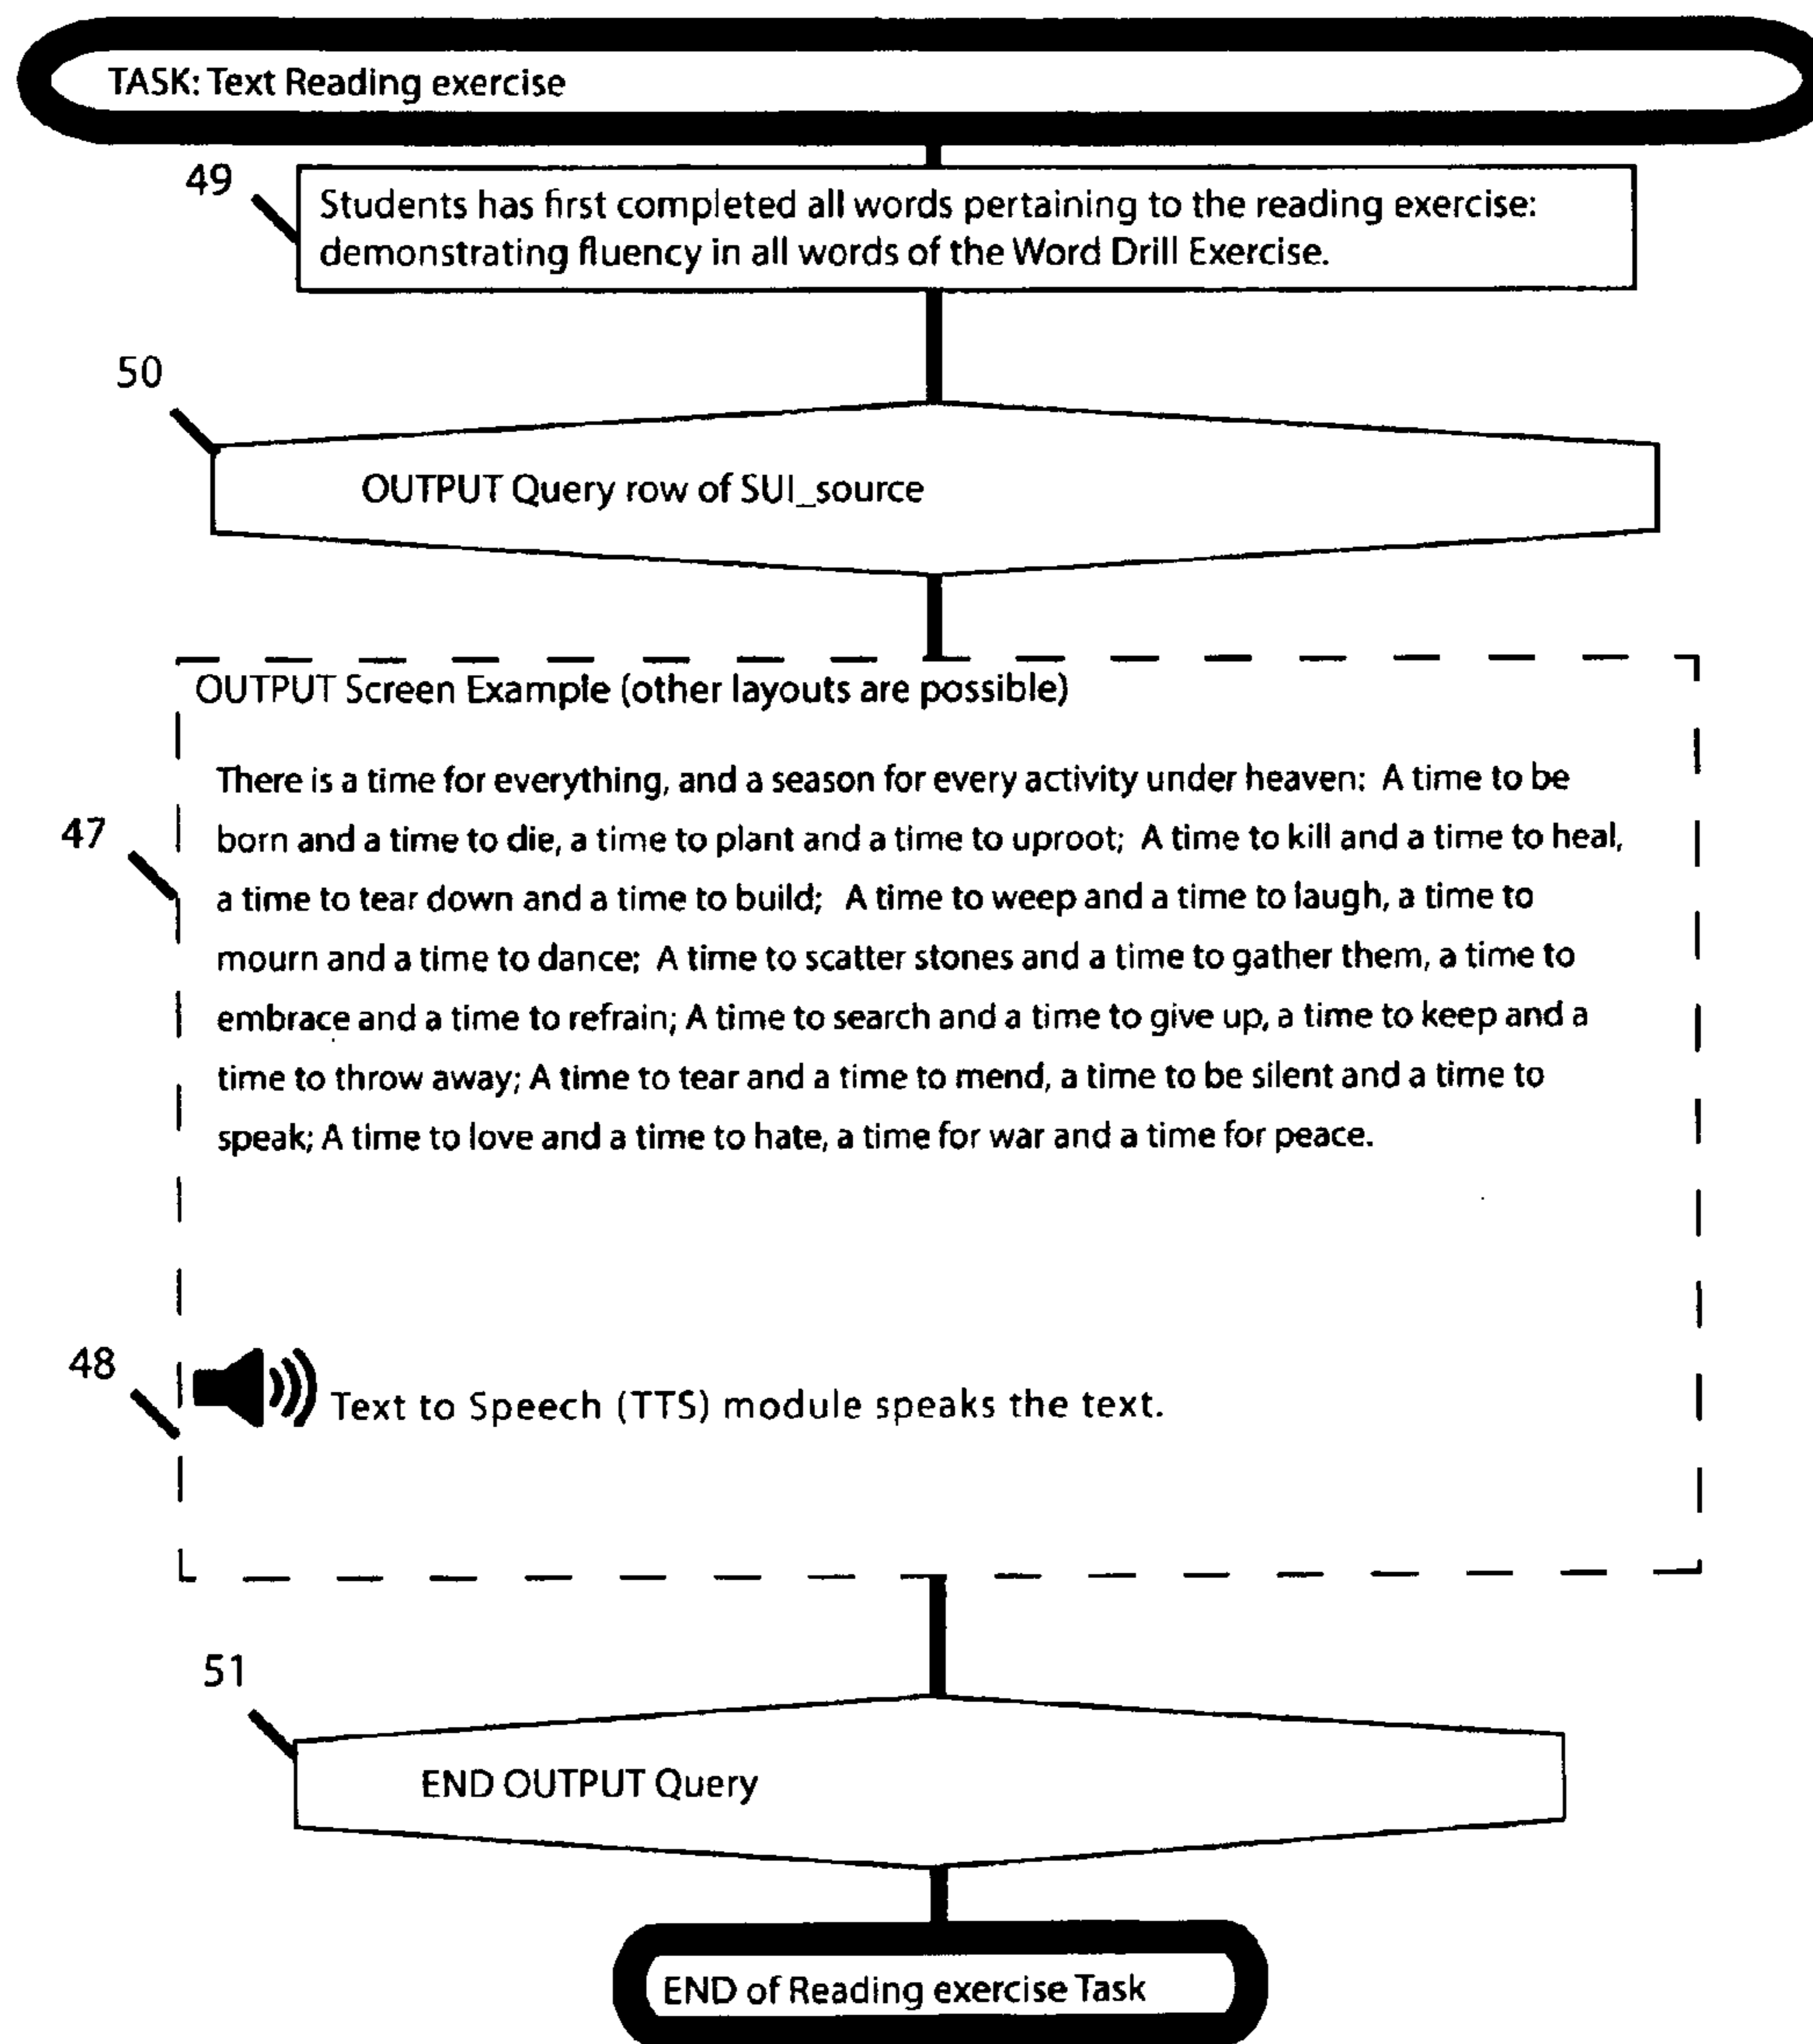 TASK: Text Reading exercise
49
Students has first completed all words pertaining to the reading exercise:
demonstrating fluency in all words of the Word Drill Exercise.
50
OUTPUT Query row of SUI_source
OUTPUT Screen Example (other layouts are possible)
There is a time for everything, and a season for every activity under heaven:  A time to be
47
born and a time to die, a time to plant and a time to uproot;  A time to kill and a time to heal,
a time to tear down and a time to build;  A time to weep and a time to laugh, a time to
mourn and a time to dance;  A time to scatter stones and a time to gather them, a time to
embrace and a time to refrain; A time to search and a time to give up, a time to keep and a
time to throw away; A time to tear and a time to mend, a time to be silent and a time to
speak; A time to love and a time to hate, a time for war and a time for peace.
48
Text to Speech (TTS) module speaks the text.
51
END OUTPUT Query
END of Reading exercise Task